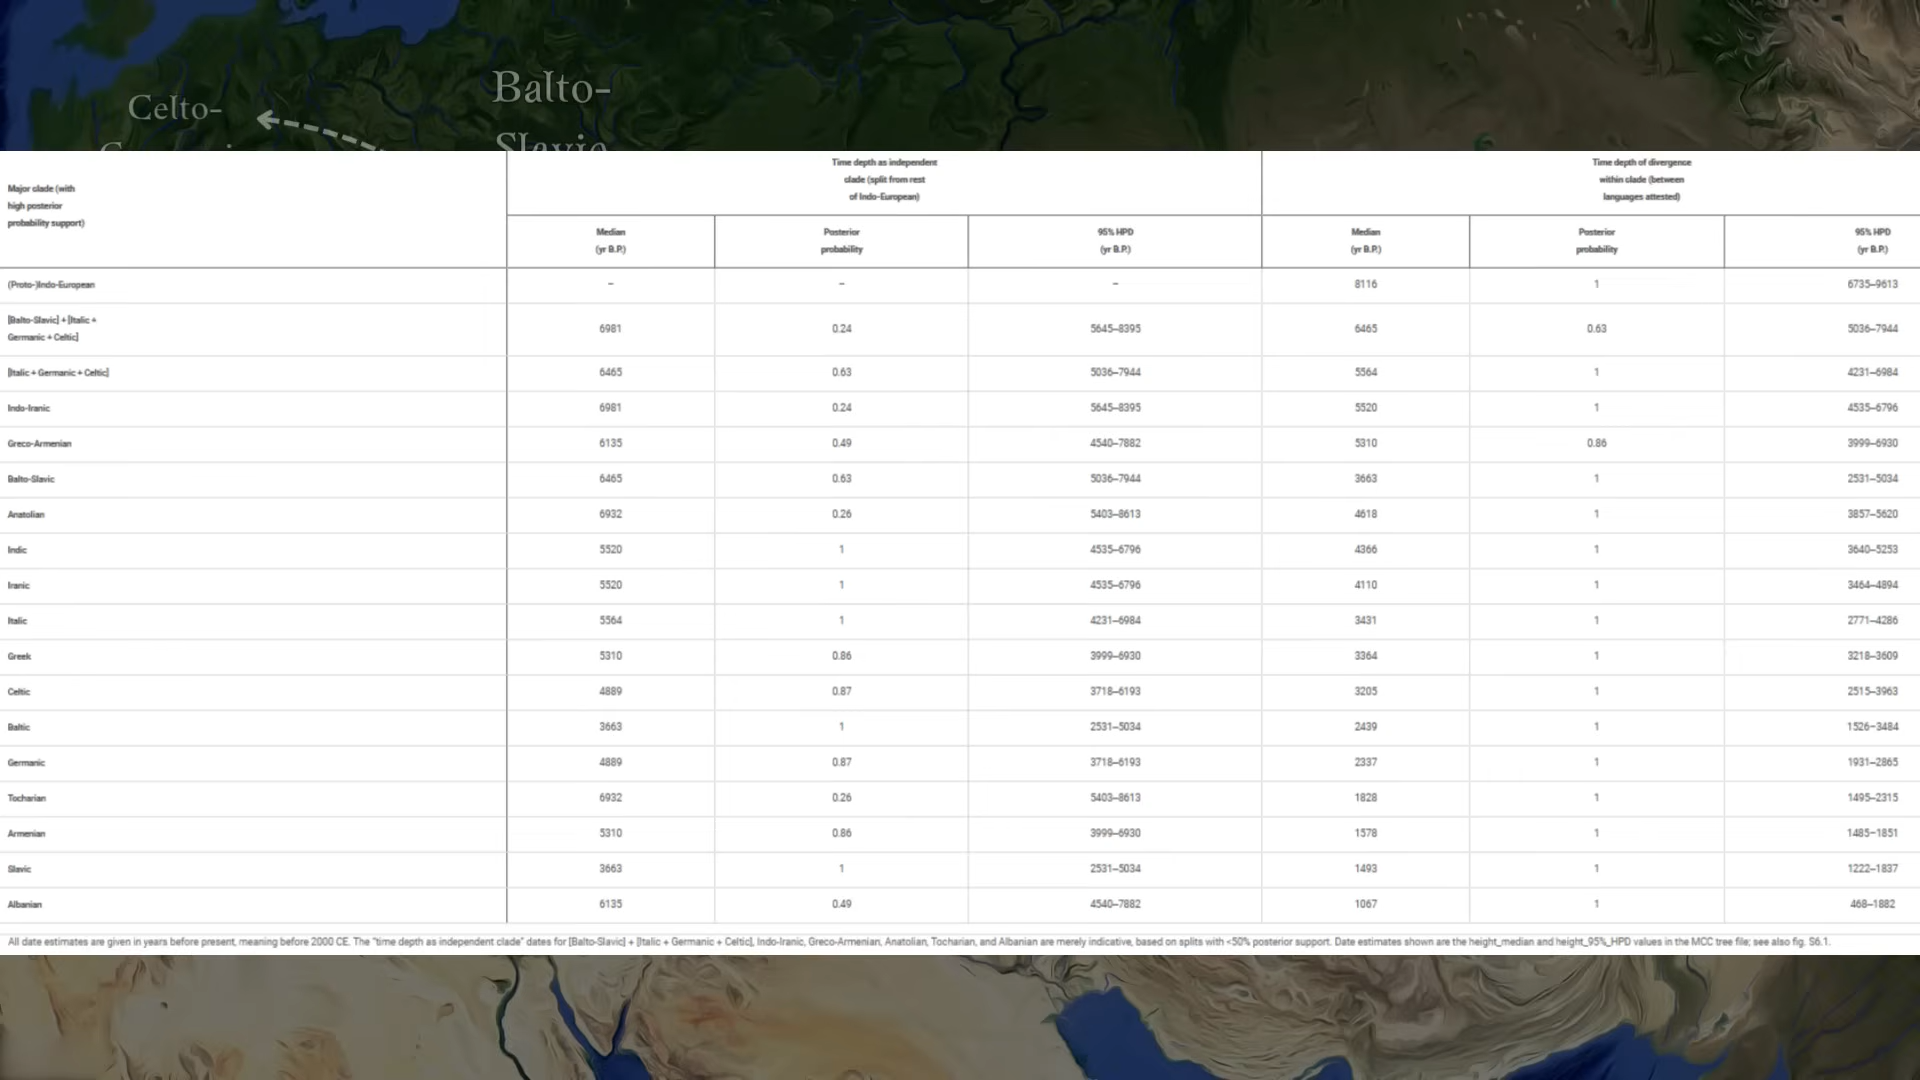 Balto-
Celto-
Slavic
Major clade (with
high posterior
probability support)
Time depth as independent
clade (split from rest
of Indo-European)
Time depth of divergence
within clade (between
languages attested)
Median
(yr B.P.)
Posterior
probability
95% HPD
(yr B.P.)
Median
(yr B.P.)
Posterior
probability
95% HPD
(yr B.P.)
(Proto-)Indo-European – – – 8116 1 6735–9613
[Balto-Slavic] + [Italic +
Germanic + Celtic] 6981 0.24 5645–8395 6465 0.63 5036–7944
[Italic + Germanic + Celtic] 6465 0.63 5036–7944 5564 1 4231–6984
Indo-Iranic 6981 0.24 5645–8395 5520 1 4535–6796
Greco-Armenian 6135 0.49 4540–7882 5310 0.86 3999–6930
Balto-Slavic 6465 0.63 5036–7944 3663 1 2531–5034
Anatolian 6932 0.26 5403–8613 4618 1 3857–5620
Indic 5520 1 4535–6796 4366 1 3640–5253
Iranic 5520 1 4535–6796 4110 1 3464–4894
Italic 5564 1 4231–6984 3431 1 2771–4286
Greek 5310 0.86 3999–6930 3364 1 3218–3609
Celtic 4889 0.87 3718–6193 3205 1 2515–3963
Baltic 3663 1 2531–5034 2439 1 1526–3484
Germanic 4889 0.87 3718–6193 2337 1 1931–2865
Tocharian 6932 0.26 5403–8613 1828 1 1495–2315
Armenian 5310 0.86 3999–6930 1578 1 1485–1851
Slavic 3663 1 2531–5034 1493 1 1222–1837
Albanian 6135 0.49 4540–7882 1067 1 468–1882
All date estimates are given in years before present, meaning before 2000 CE. The "time depth as independent clade" dates for [Balto-Slavic] + [Italic + Germanic + Celtic], Indo-Iranic, Greco-Armenian, Anatolian, Tocharian, and Albanian are merely indicative, based on splits with <50% posterior support. Date estimates shown are the height_median and height_95%_HPD values in the MCC tree file; see also fig. S6.1.